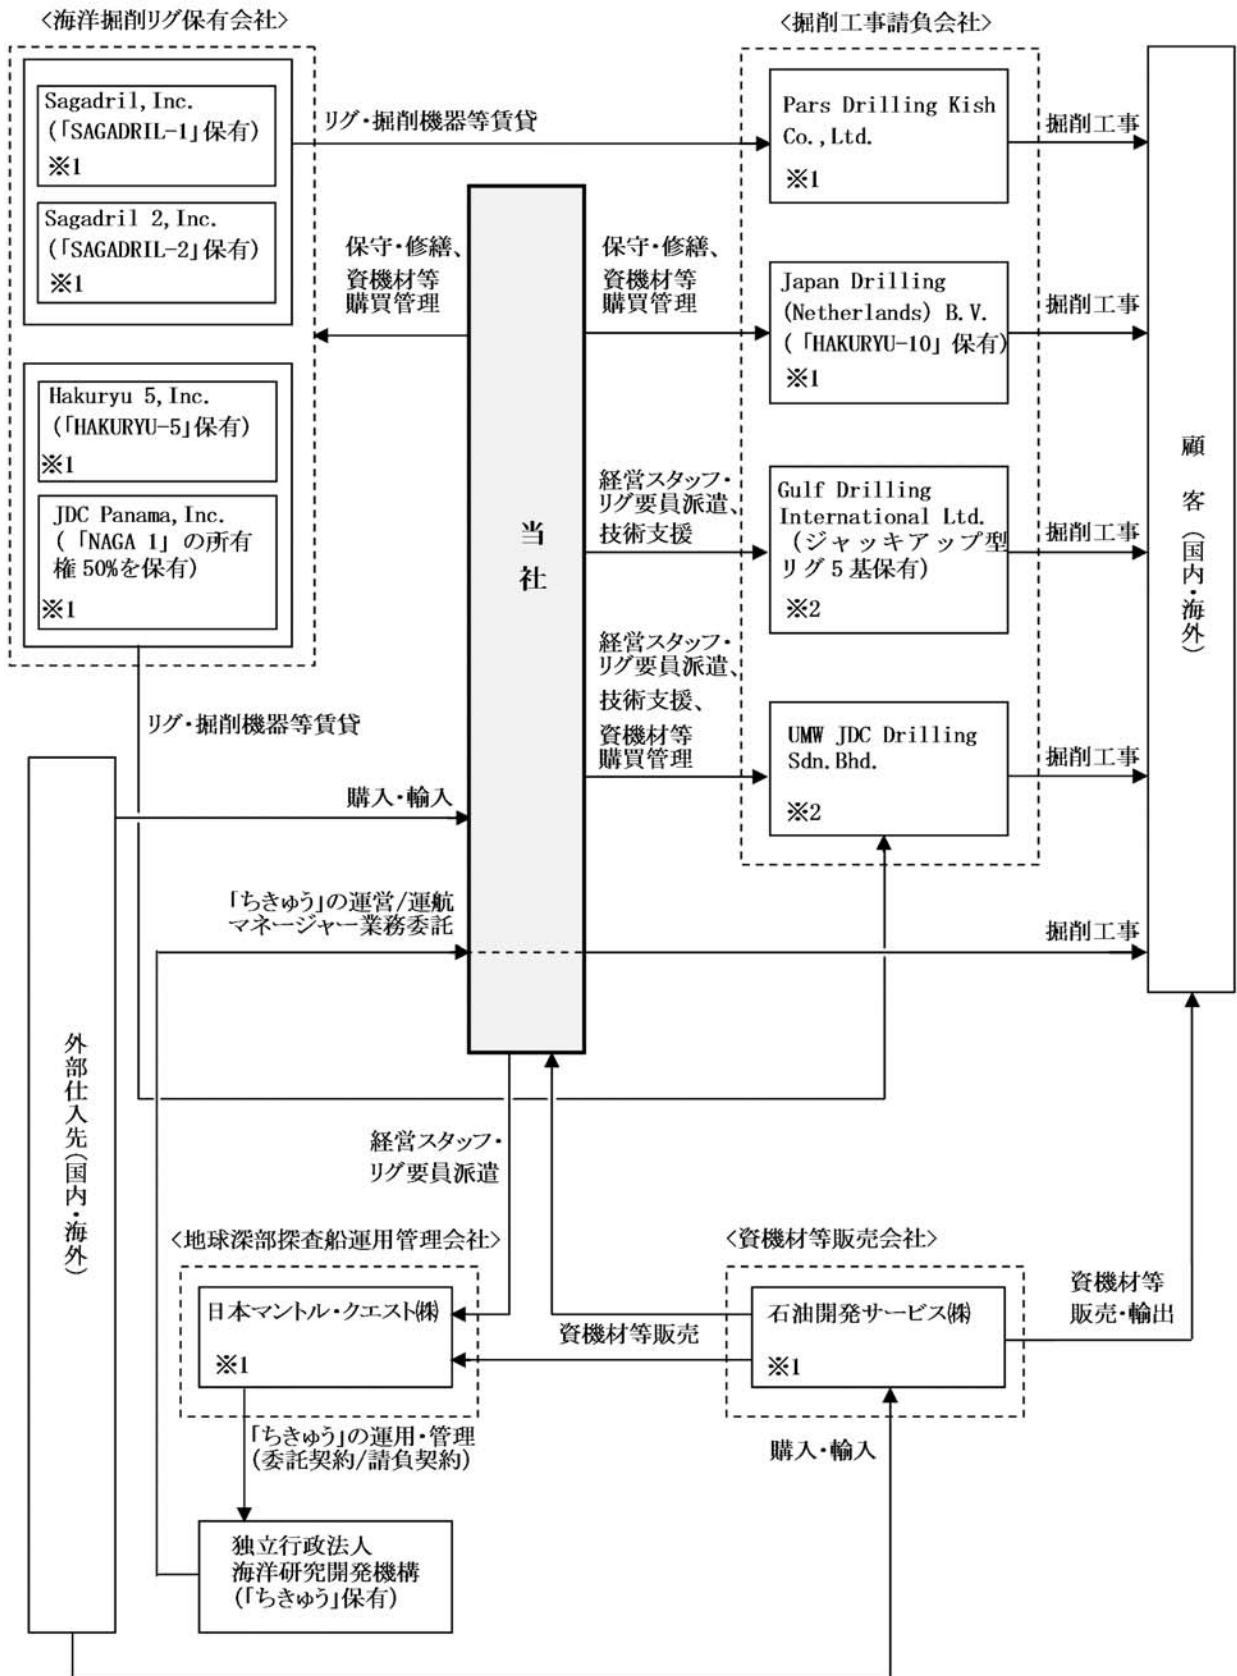 〈海洋掘削リグ保有会社〉
Sagadril, Inc.
(「SAGADRIL-1」保有)
※1
Sagadril 2, Inc.
(「SAGADRIL-2」保有)
※1
Hakuryu 5, Inc.
(「HAKURYU-5」保有)
※1
JDC Panama, Inc.
(「NAGA 1」の所有
権50%を保有)
※1
リグ・掘削機器等賃貸
保守・修繕、
資機材等
購買管理
当社
保守・修繕、
資機材等
購買管理
経営スタッフ・
リグ要員派遣、
技術支援
経営スタッフ・
リグ要員派遣、
技術支援、
資機材等
購買管理
〈掘削工事請負会社〉
Pars Drilling Kish
Co., Ltd.
※1
Japan Drilling
(Netherlands) B.V.
(「HAKURYU-10」保有)
※1
Gulf Drilling
International Ltd.
(ジャッキアップ型
リグ5基保有)
※2
UMW JDC Drilling
Sdn. Bhd.
※2
掘削工事
掘削工事
掘削工事
掘削工事
掘削工事
顧客(国内・海外)
リグ・掘削機器等賃貸
外部仕入先(国内・海外)
購入・輸入
「ちきゅう」の運営/運航
マネージャー業務委託
経営スタッフ・
リグ要員派遣
〈地球深部探査船運用管理会社〉
日本マントル・クエスト㈱
※1
資機材等販売
〈資機材等販売会社〉
石油開発サービス㈱
※1
資機材等
販売・輸出
「ちきゅう」の運用・管理
(委託契約/請負契約)
購入・輸入
独立行政法人
海洋研究開発機構
(「ちきゅう」保有)